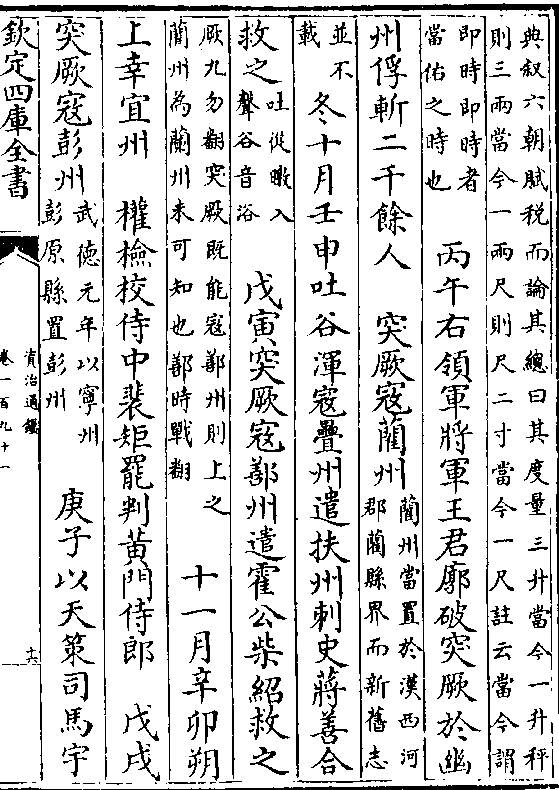 典叙六朝賦税而論其總曰其度量三升當今一升秤
則三兩當今一兩尺則尺二寸當今一尺註云當今謂
即時即時者
當佑之時也
丙午右領軍將軍王君廓破突厥於幽
州俘斬二千餘人　突厥寇藺州
藺州當置於漢西河
郡藺縣界而新舊志
並不
載
冬十月壬申吐谷渾寇疊州遣扶州刺史蔣善合
救之
吐從暾入
聲谷音浴
戊寅突厥寇鄯州遣霍公柴紹救之
厥九勿翻突厥既能寇鄯州則上之
藺州為蘭州未可知也鄯時戰翻
十一月辛卯朔
上幸宜州　權檢校侍中裴矩罷判黄門侍郎　戊戌
突厥寇彭州
武德元年以寧州
彭原縣置彭州
庚子以天策司馬宇
欽定四庫全書
資治通鑑
卷一百九十一
十六